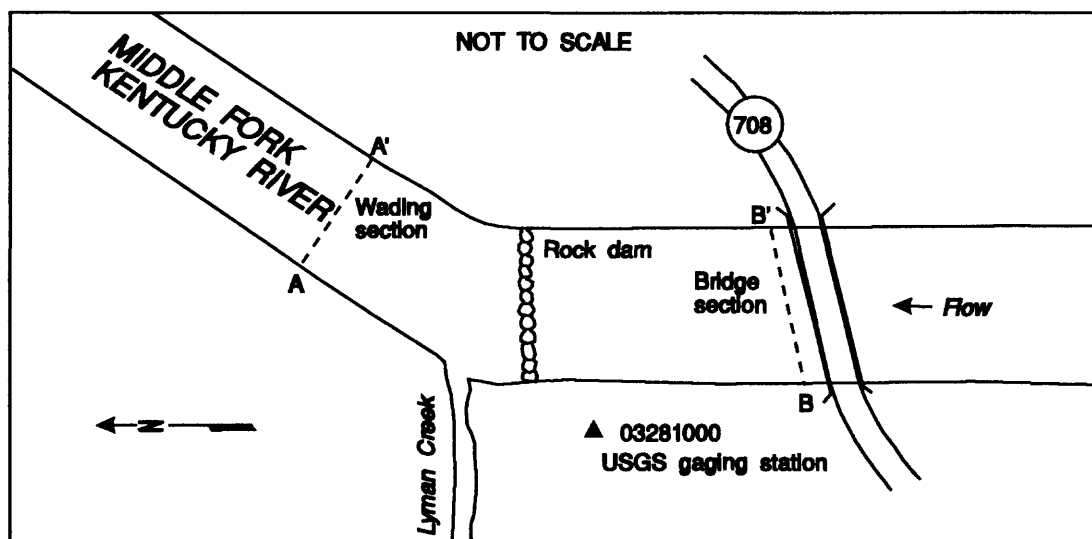 NOT TO SCALE
MIDDLE FORK
KENTUCKY RIVER
708
A'
Wading
section
A
B'
Rock dam
Bridge
section
Flow
B
N
Lyman Creek
03281000
USGS gaging station